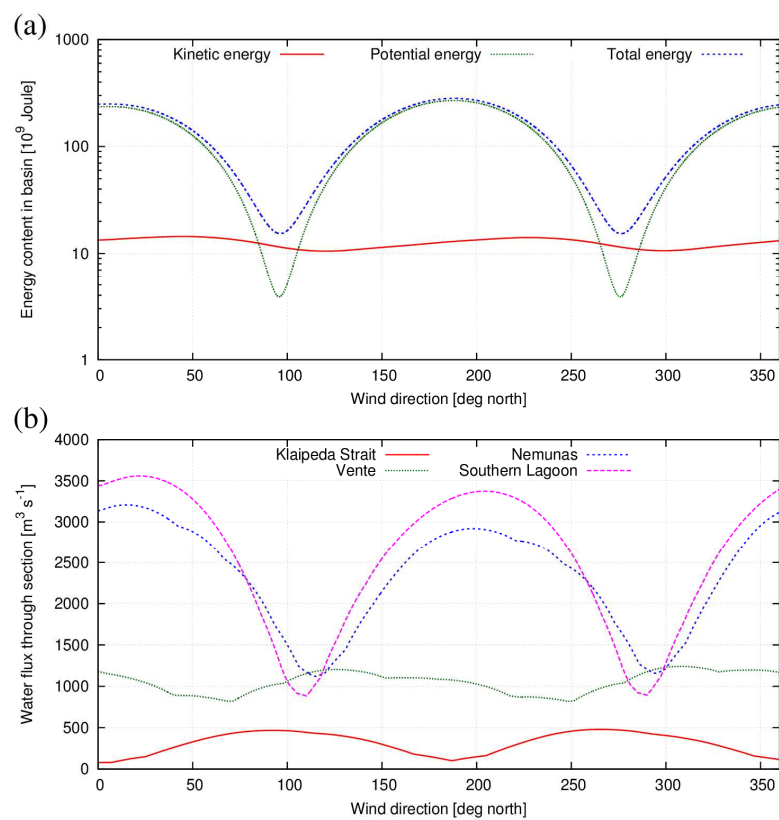 (a)
Kinetic energy Potential energy Total energy
Energy content in basin [10^9 Joule]
1000
100
10
1
0 50 100 150 200 250 300 350
Wind direction [deg north]
(b)
Klaipeda Strait Nemunas
Vente Southern Lagoon
Water flux through section [m^3 s^-1]
4000
3500
3000
2500
2000
1500
1000
500
0
0 50 100 150 200 250 300 350
Wind direction [deg north]